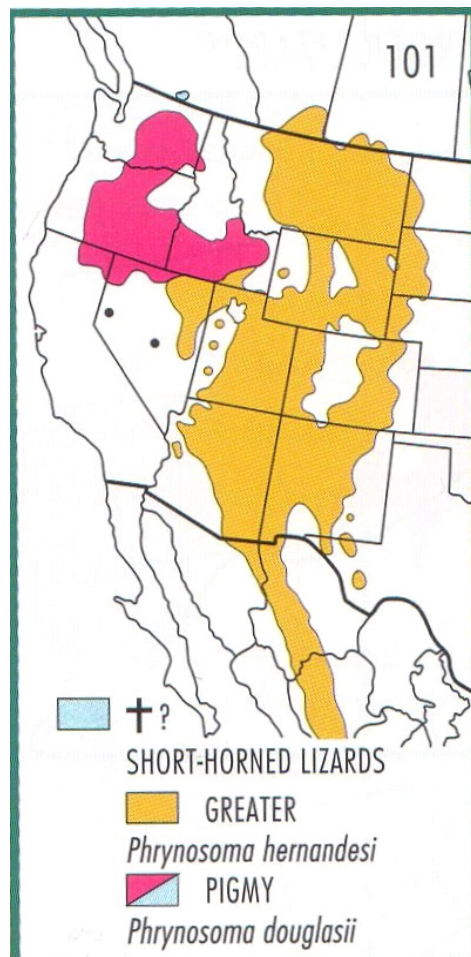 101
†?
SHORT-HORNED LIZARDS
GREATER
Phrynosoma hernandesi
PIGMY
Phrynosoma douglasii